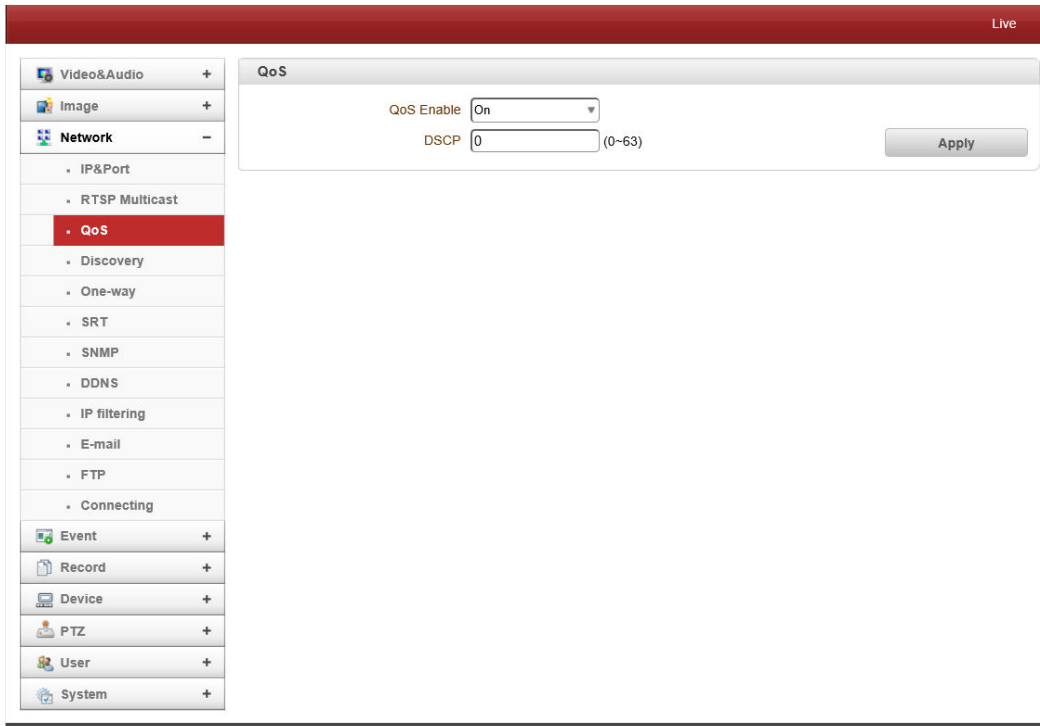 Live
Video&Audio +
Image +
Network −
IP&Port
RTSP Multicast
QoS
Discovery
One-way
SRT
SNMP
DDNS
IP filtering
E-mail
FTP
Connecting
Event +
Record +
Device +
PTZ +
User +
System +
QoS
QoS Enable On
DSCP 0 (0~63)
Apply